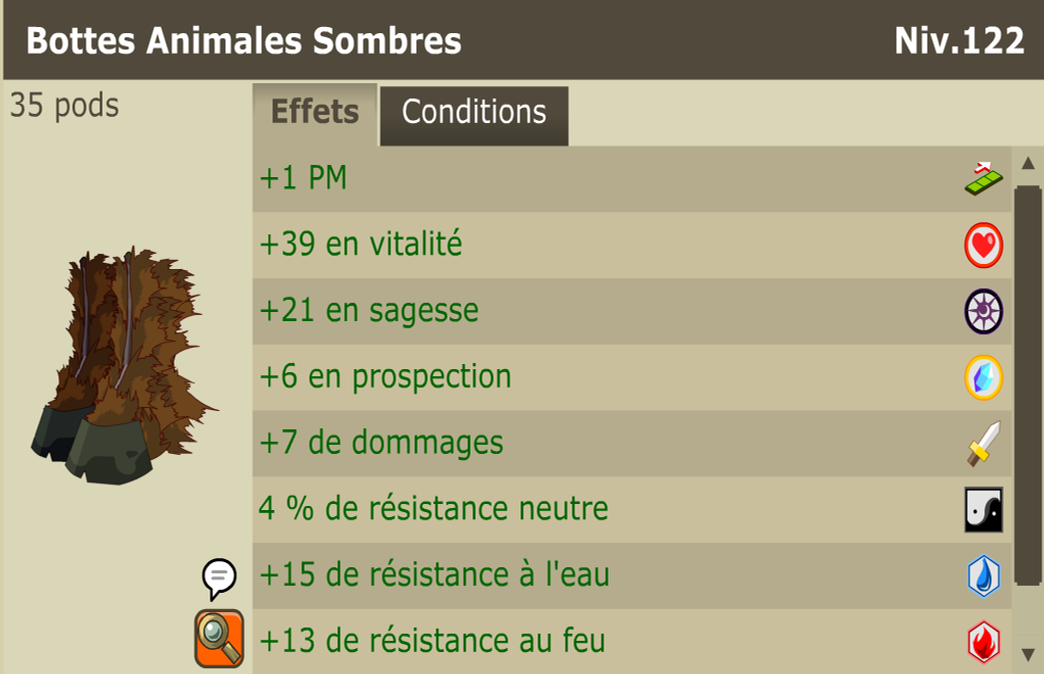 Bottes Animales Sombres Niv.122
35 pods
Effets Conditions
+1 PM
+39 en vitalité
+21 en sagesse
+6 en prospection
+7 de dommages
4 % de résistance neutre
+15 de résistance à l'eau
+13 de résistance au feu